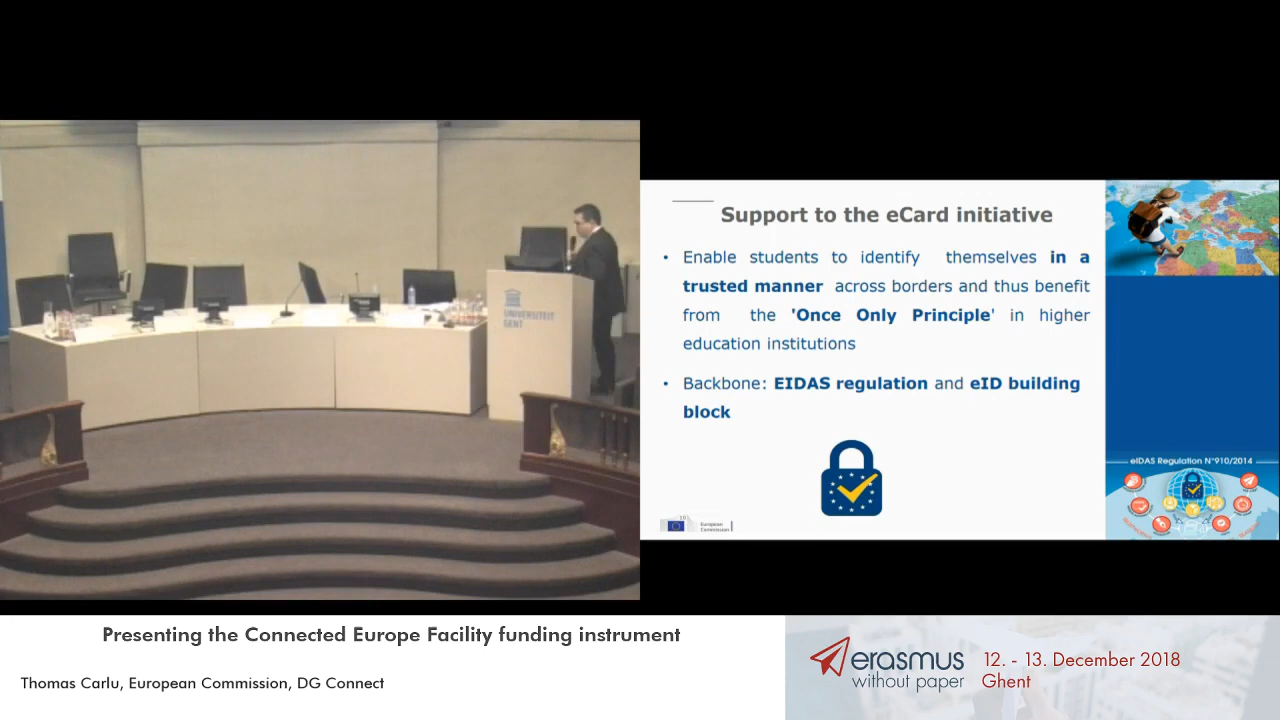 UNIVERSITEIT
GENT
Support to the eCard initiative
• Enable students to identify themselves in a
trusted manner across borders and thus benefit
from the 'Once Only Principle' in higher
education institutions
• Backbone: EIDAS regulation and eID building
block
European
Commission
eIDAS Regulation N°910/2014
Presenting the Connected Europe Facility funding instrument
Thomas Carlu, European Commission, DG Connect
erasmus
without paper
12. - 13. December 2018
Ghent